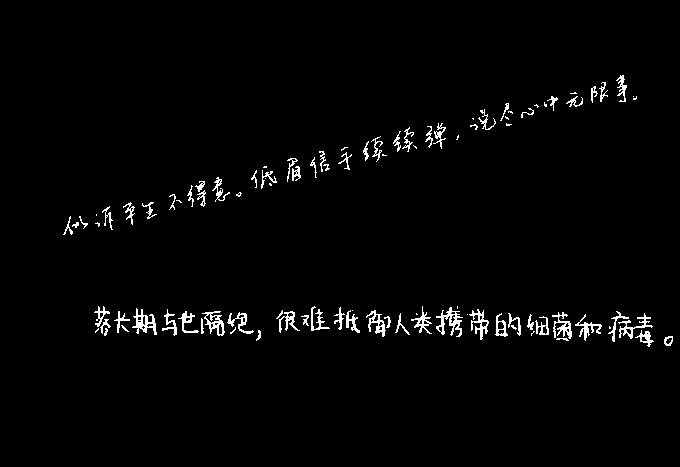 似诉平生不得意。低眉信手续续弹，说尽心中无限事。
长期与世隔绝，很难抵御人类携带的细菌和病毒。